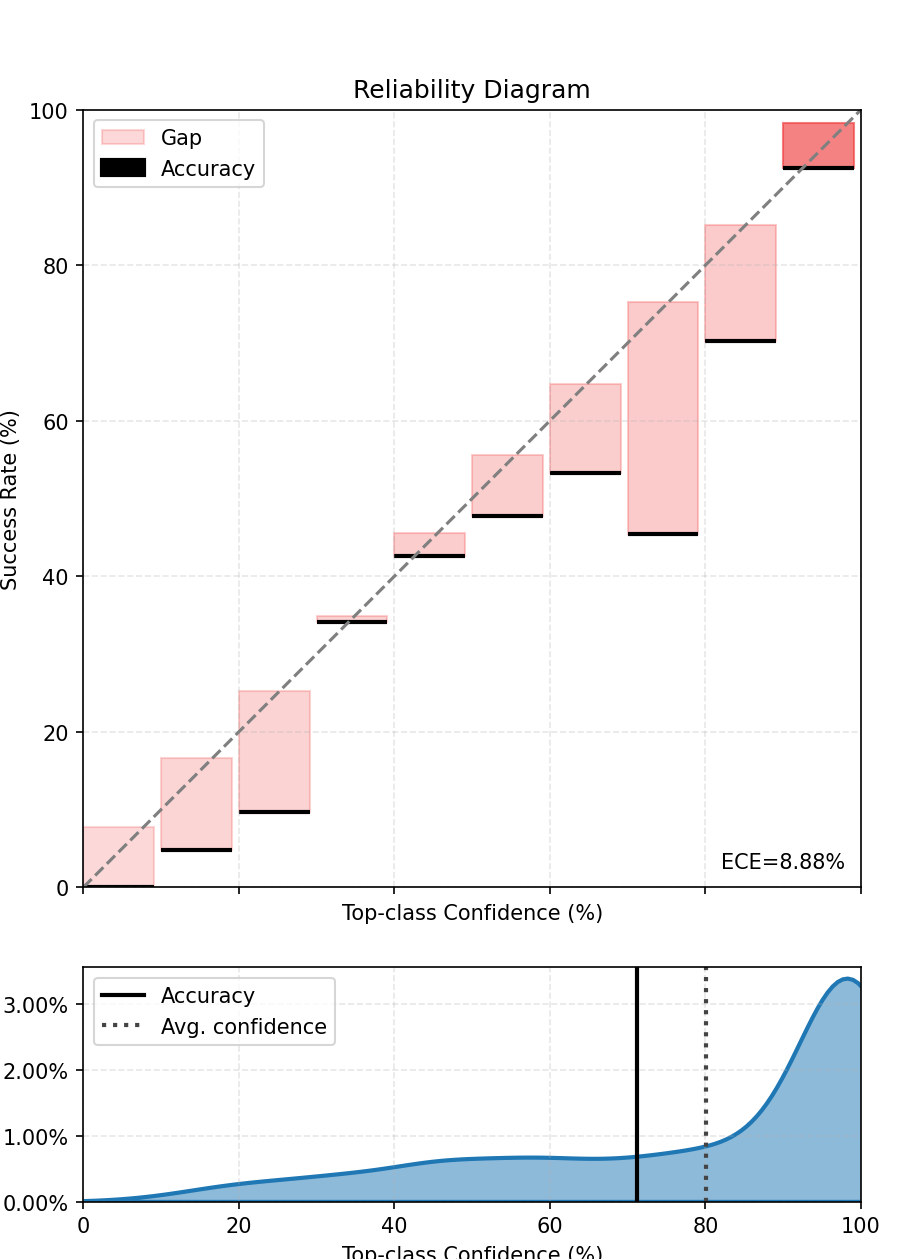 Reliability Diagram
100
80
60
40
20
0
Success Rate (%)
Gap
Accuracy
ECE=8.88%
Top-class Confidence (%)
3.00%
2.00%
1.00%
0.00%
Accuracy
Avg. confidence
0 20 40 60 80 100
Top-class Confidence (%)